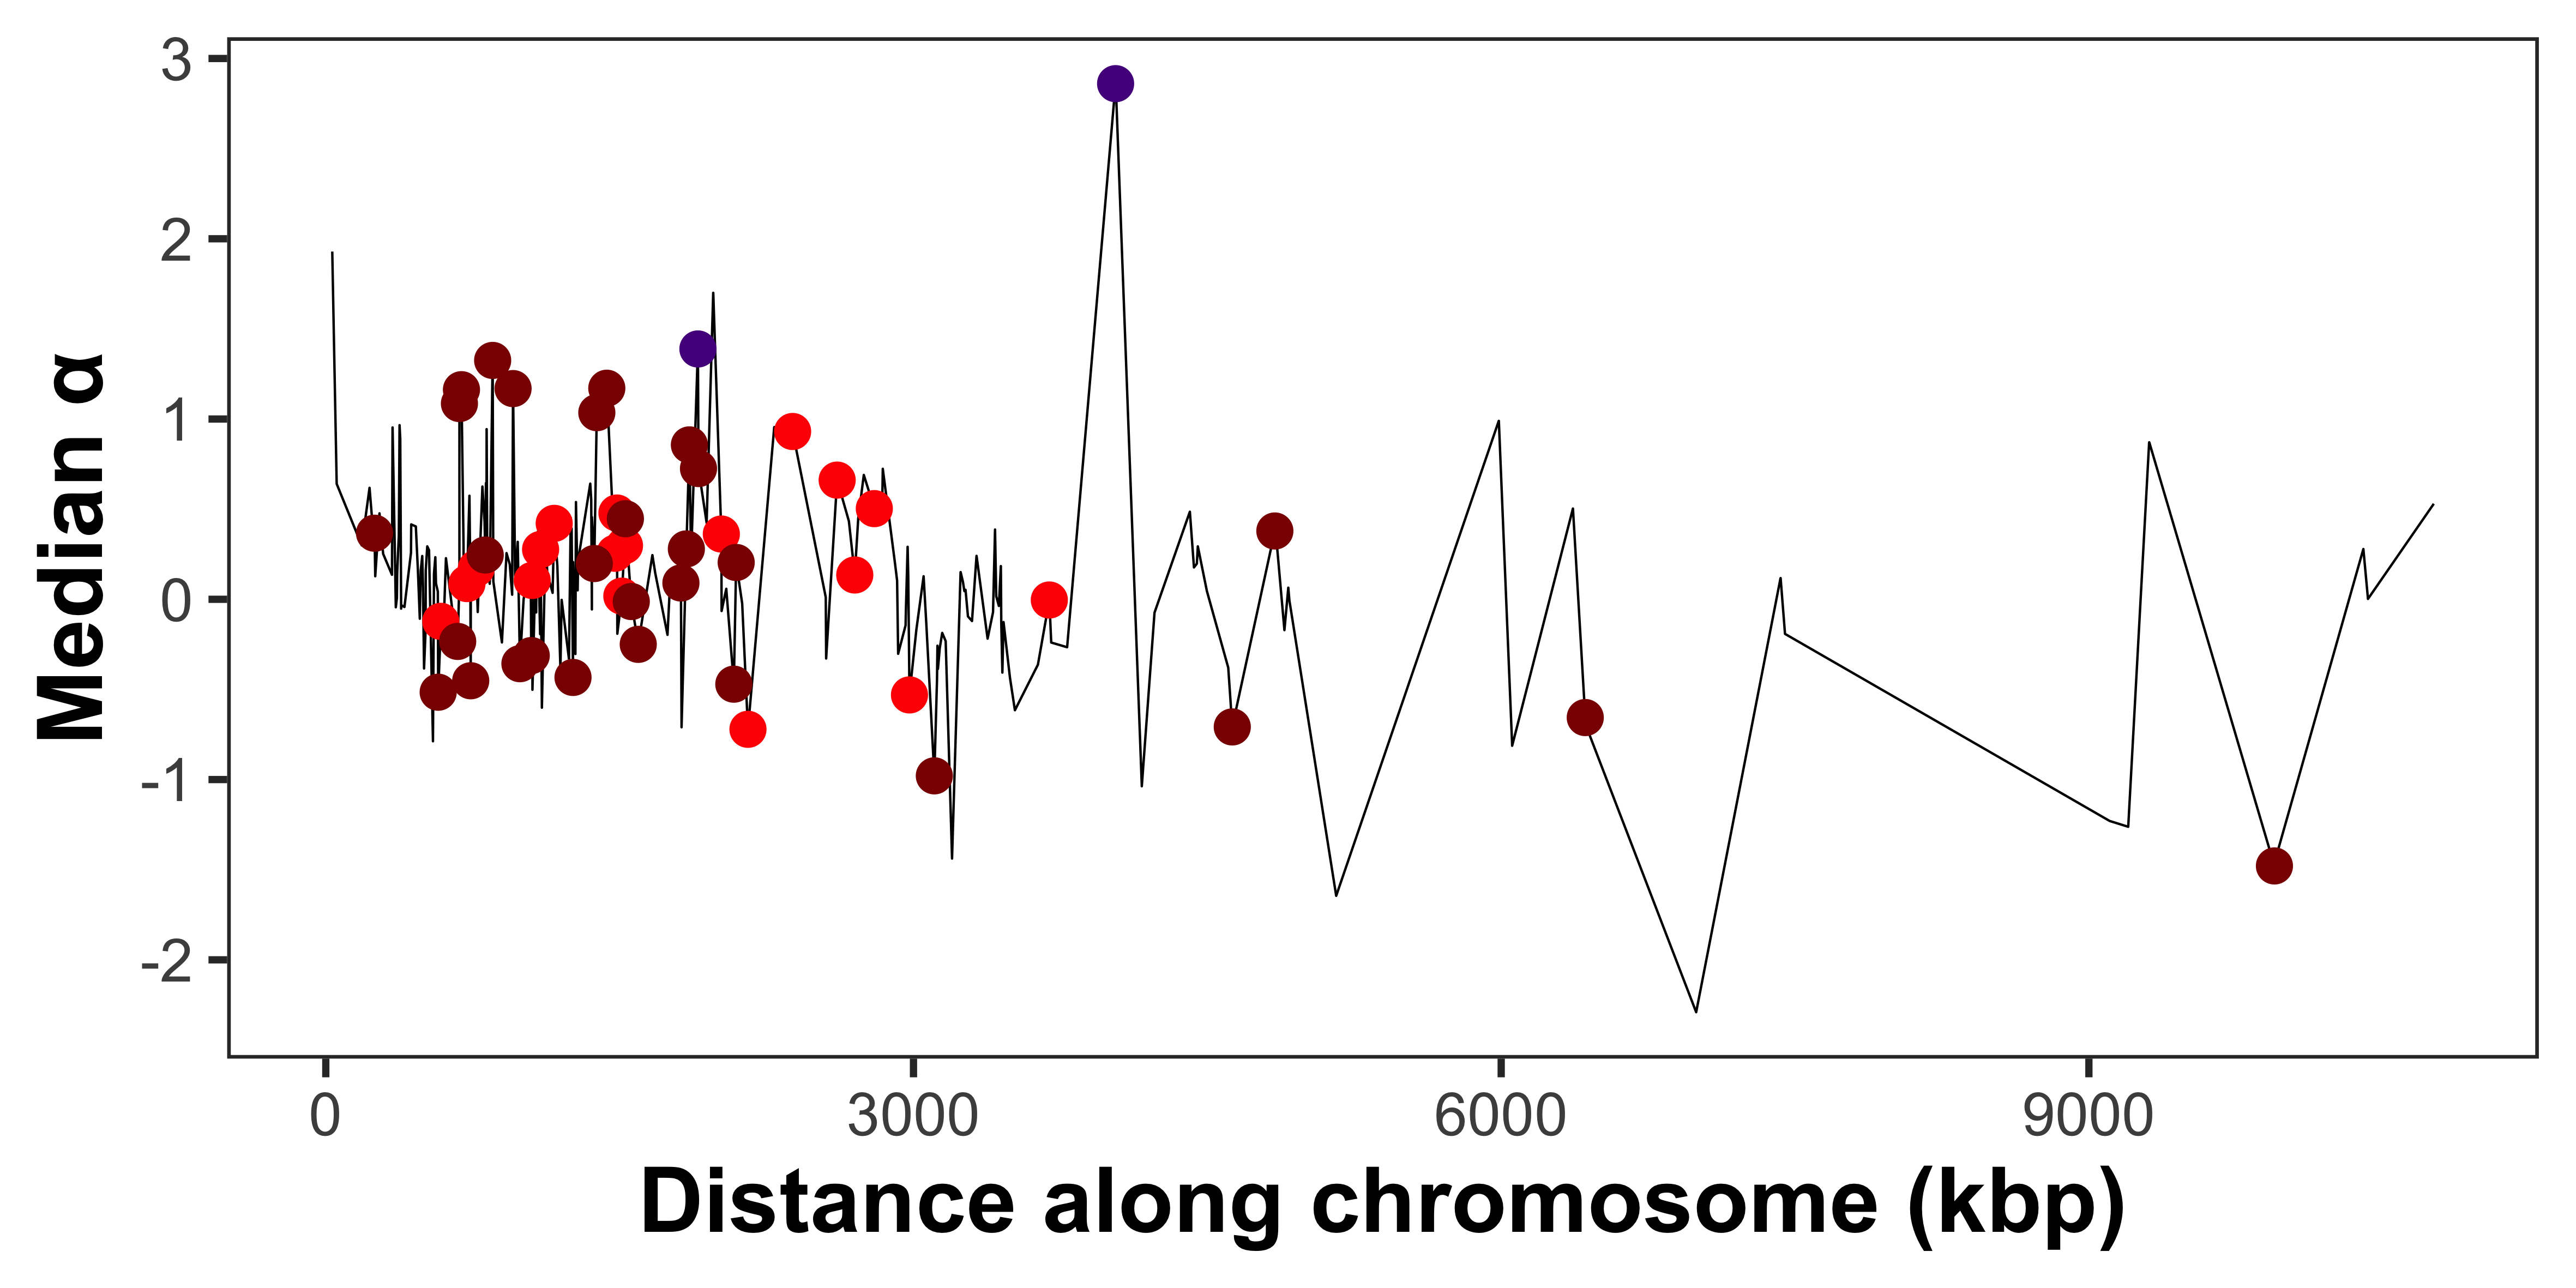 Median α
3
2
1
0
-1
-2
0 3000 6000 9000
Distance along chromosome (kbp)